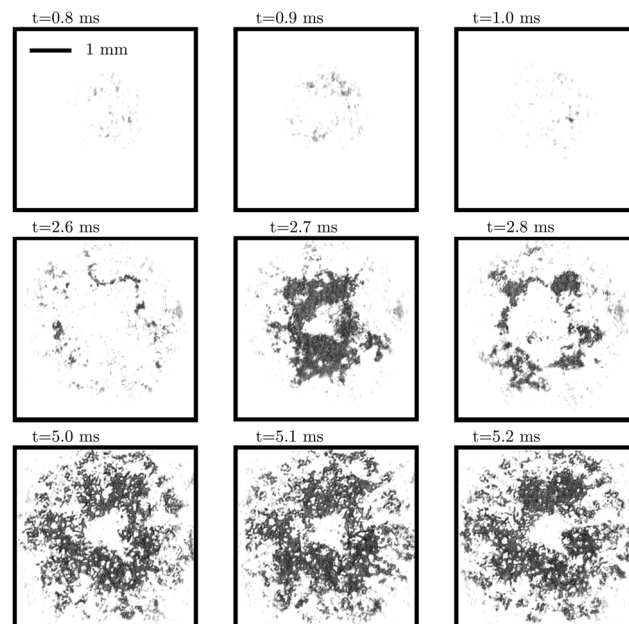 t=0.8 ms t=0.9 ms t=1.0 ms
1 mm
t=2.6 ms t=2.7 ms t=2.8 ms
t=5.0 ms t=5.1 ms t=5.2 ms